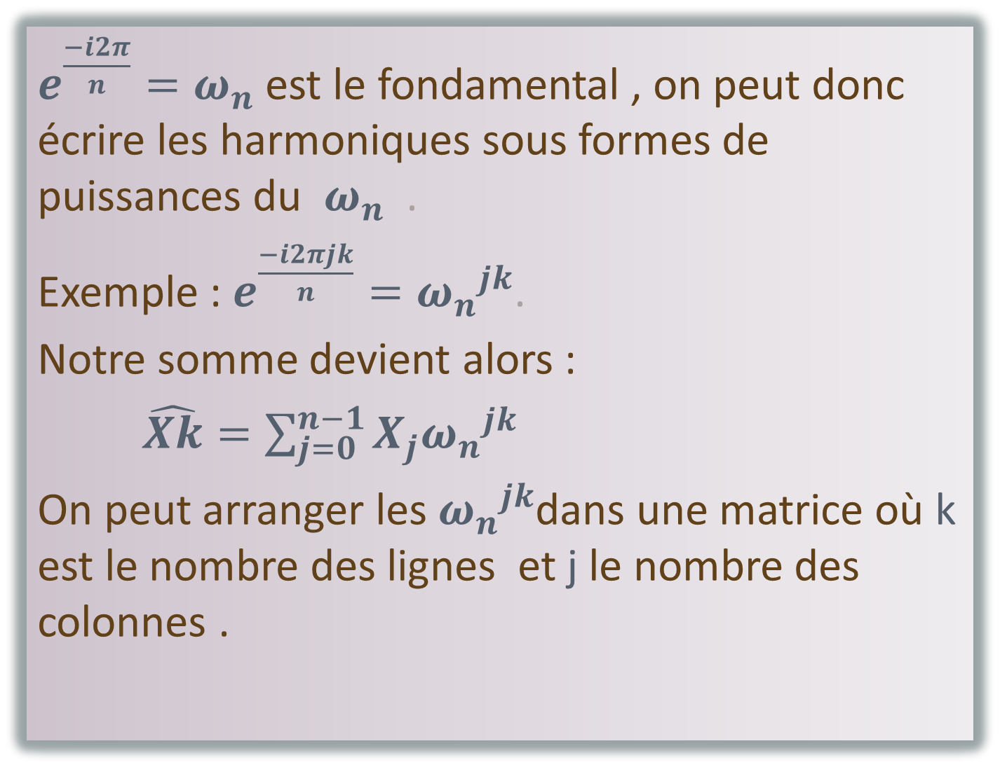 $e^{\frac{-i2\pi}{n}} = \omega_n$ est le fondamental , on peut donc
écrire les harmoniques sous formes de
puissances du $\omega_n$ .
Exemple : $e^{\frac{-i2\pi jk}{n}} = {\omega_n}^{jk}$.
Notre somme devient alors :
$\widehat{Xk} = \sum_{j=0}^{n-1} X_j {\omega_n}^{jk}$
On peut arranger les ${\omega_n}^{jk}$dans une matrice où k
est le nombre des lignes et j le nombre des
colonnes .